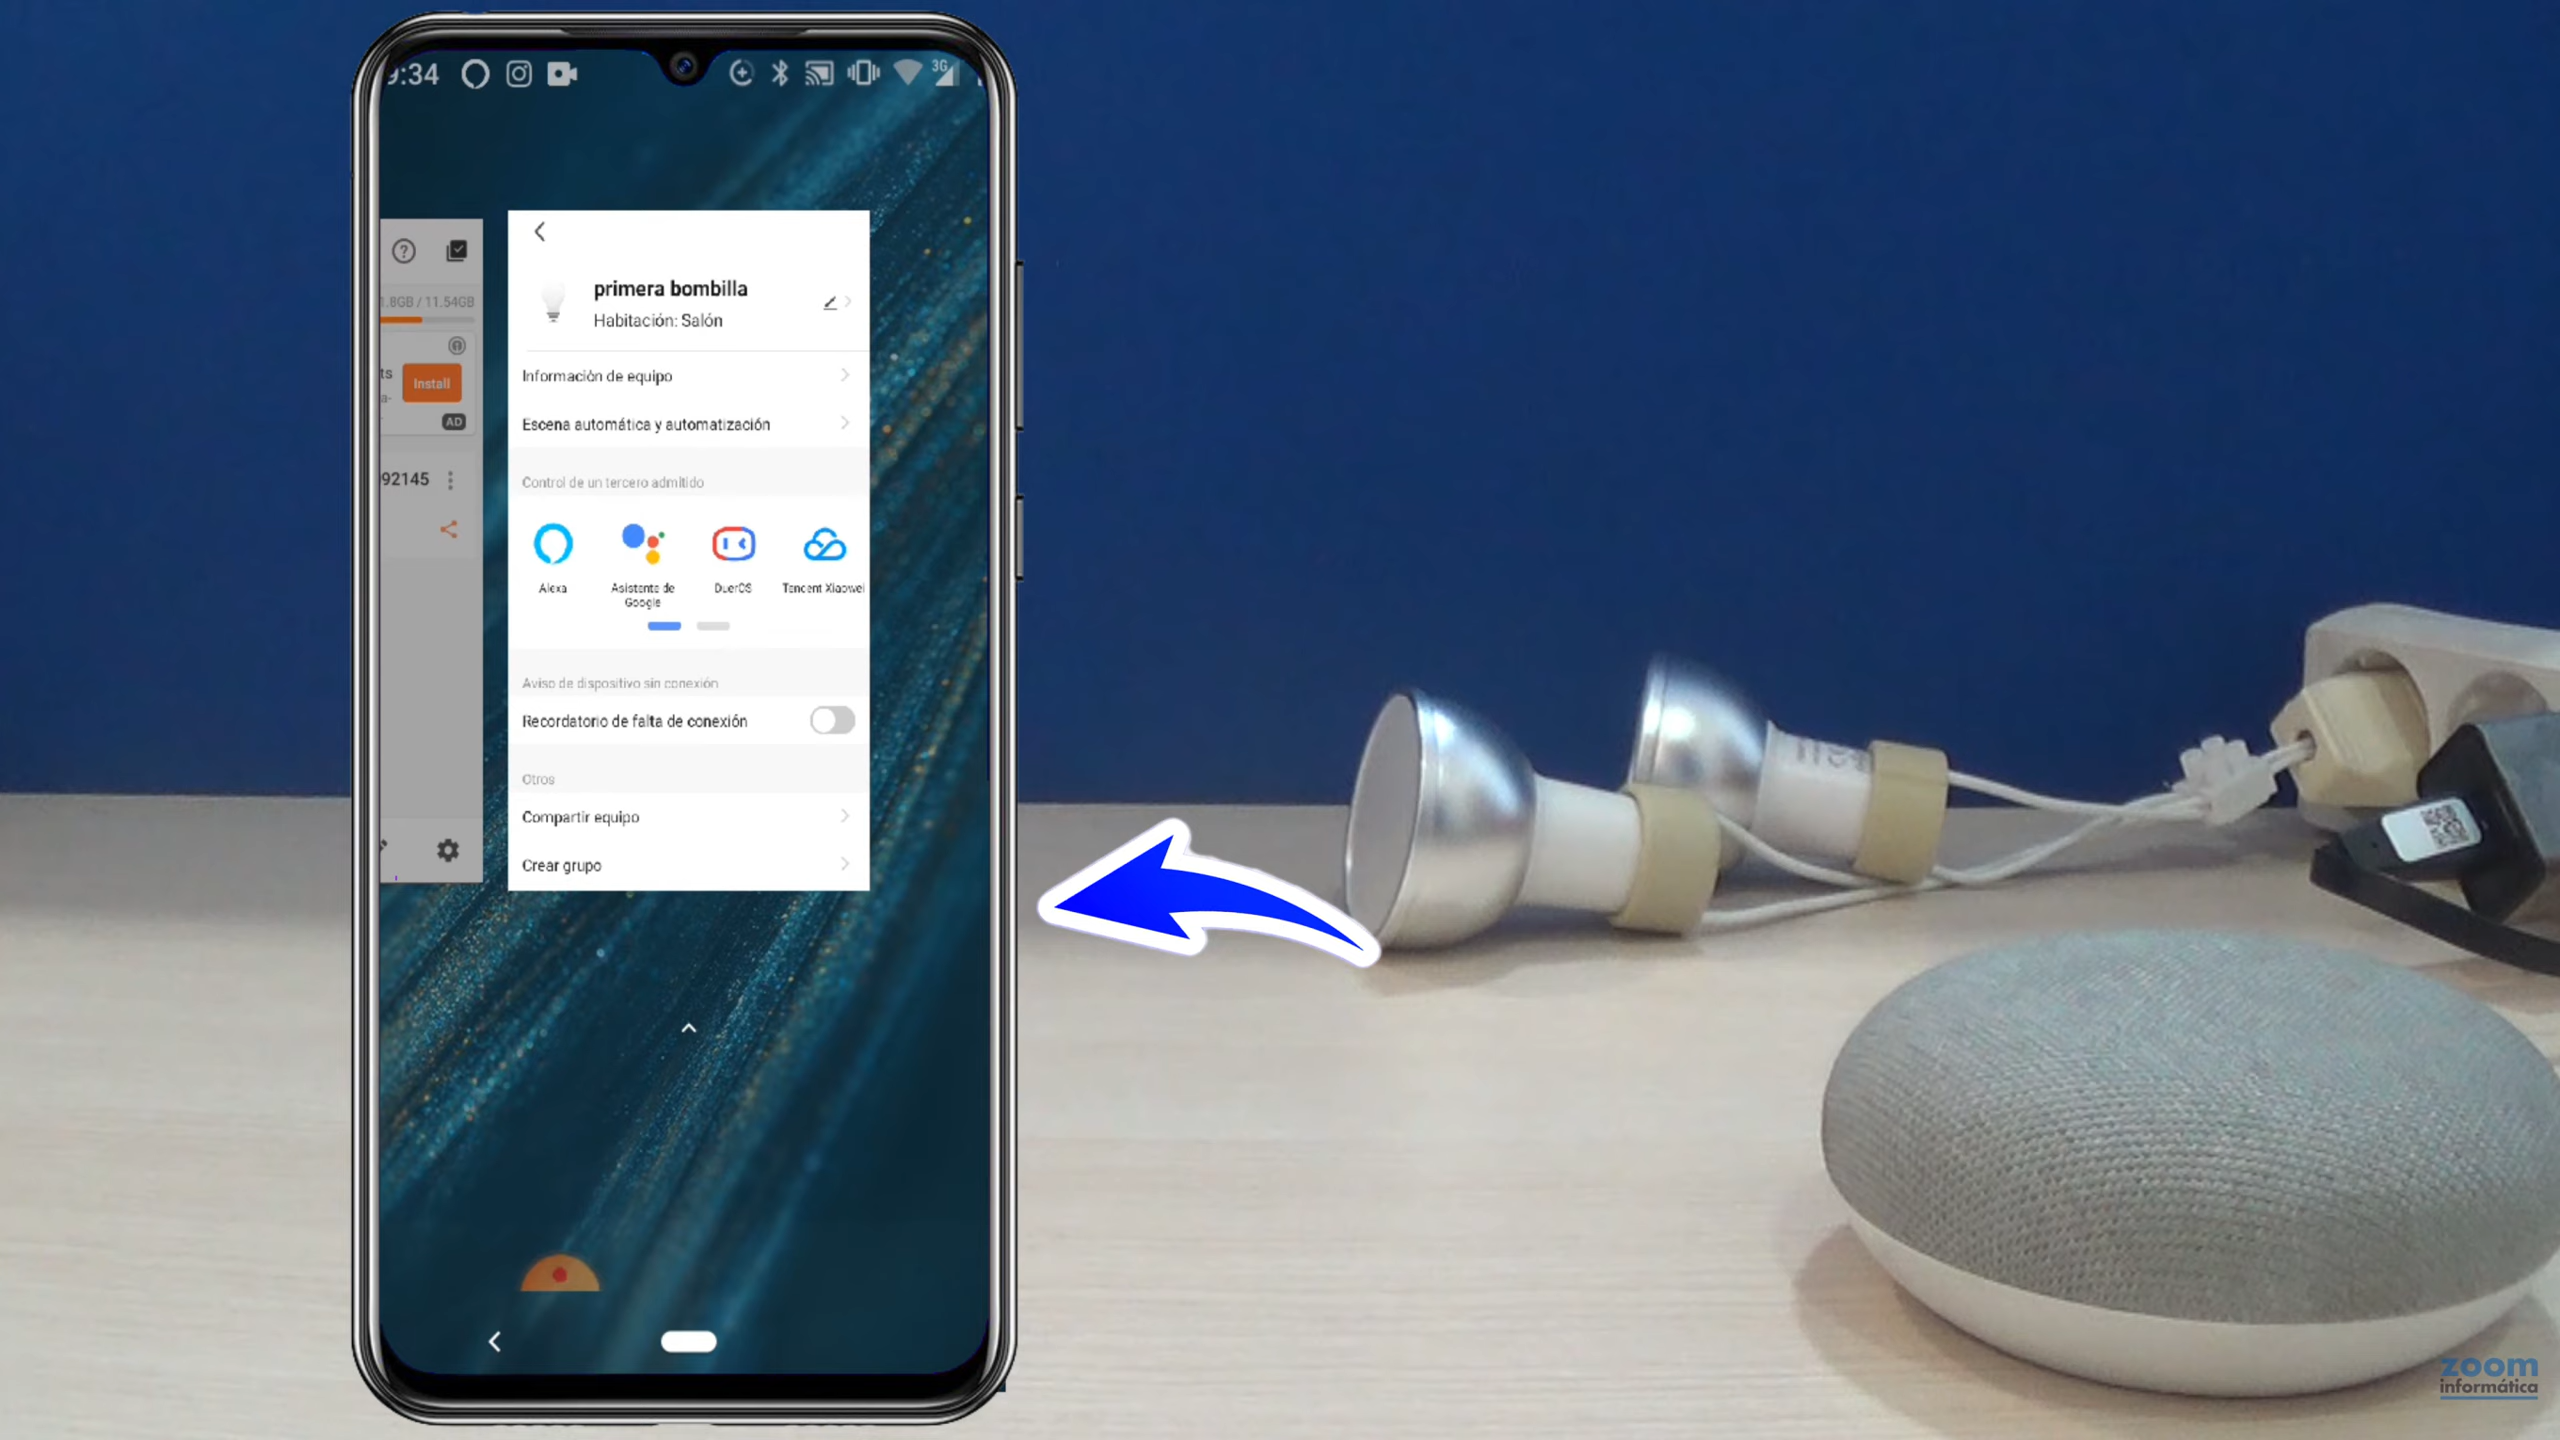 9:34
3G
1.8GB / 11.54GB
ts
a-
Install
AD
92145
primera bombilla
Habitación: Salón
Información de equipo
Escena automática y automatización
Control de un tercero admitido
Alexa
Asistente de
Google
DuerOS
Tencent Xiaowei
Aviso de dispositivo sin conexión
Recordatorio de falta de conexión
Otros
Compartir equipo
Crear grupo
zoom
informática